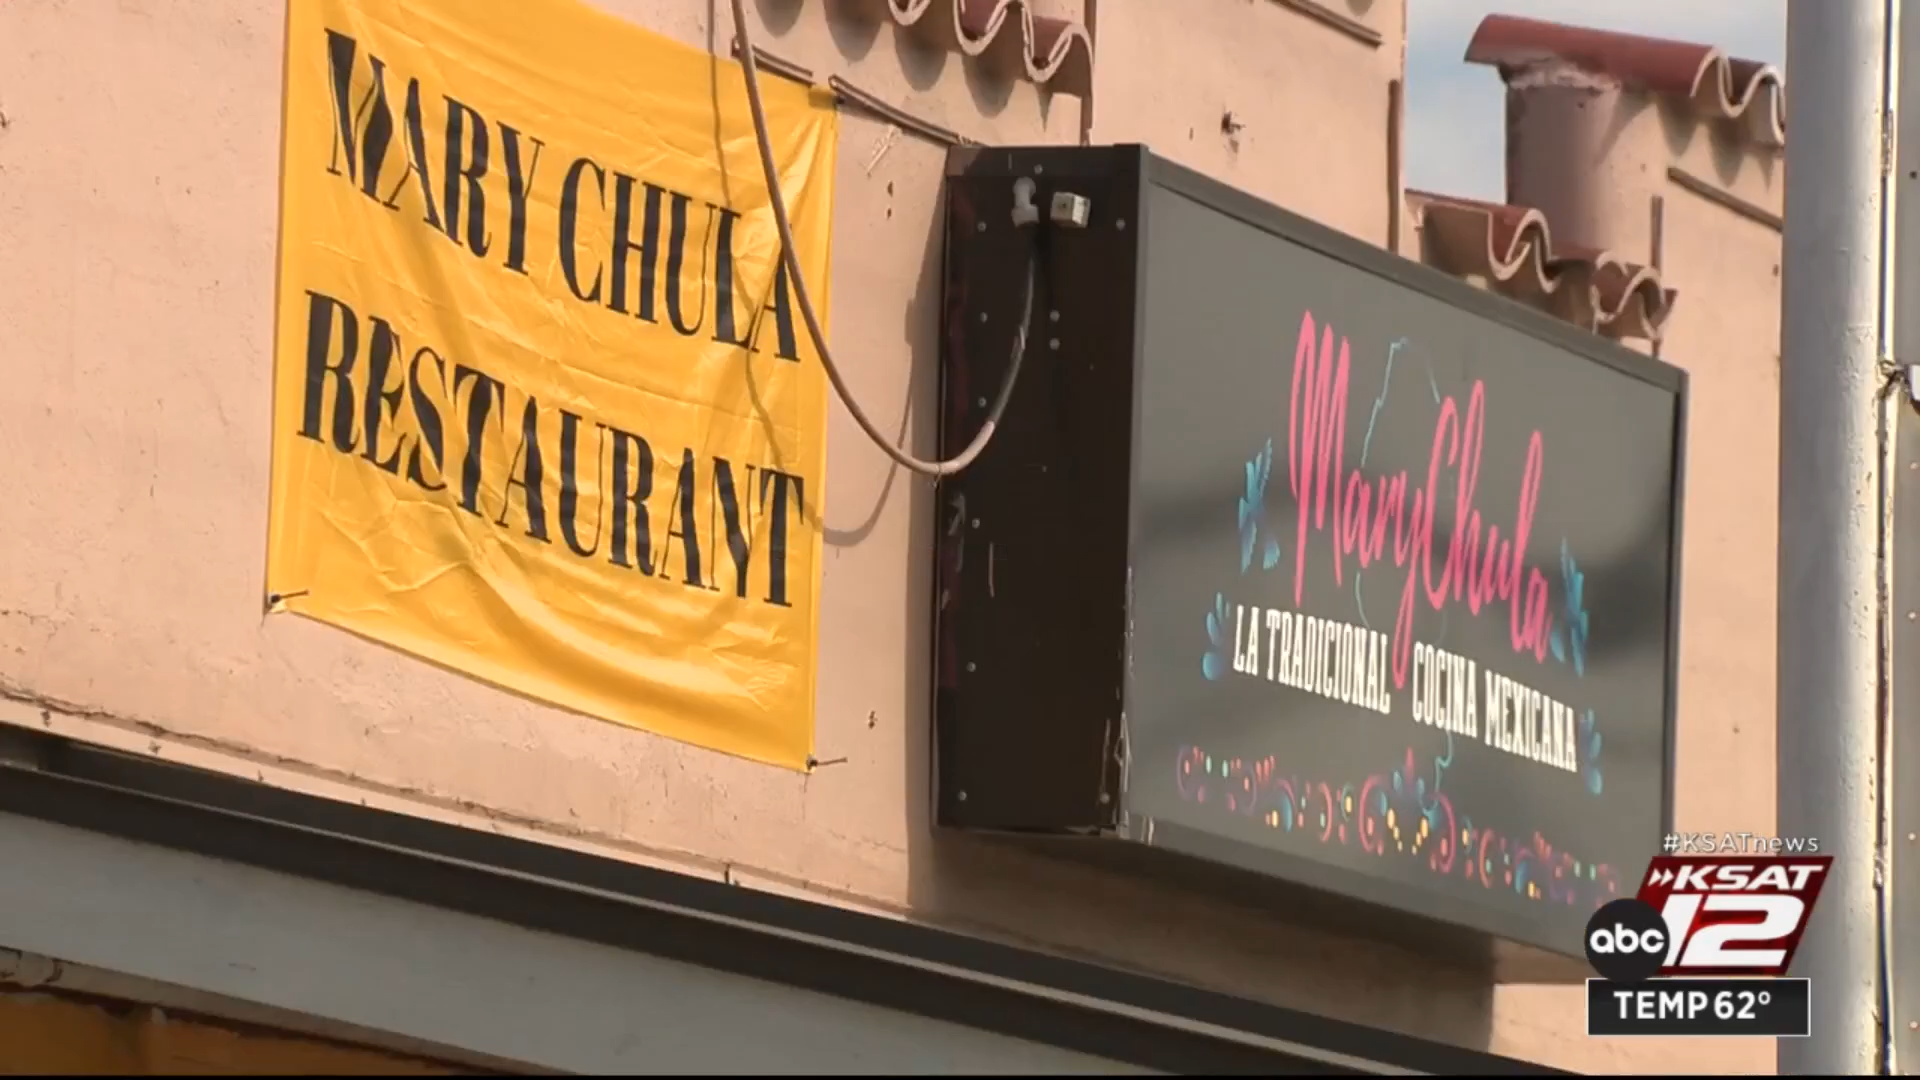 MARY CHULA
RESTAURANT
MaryChula
LA TRADICIONAL COCINA MEXICANA
#KSATnews
KSAT
abc 12
TEMP 62°